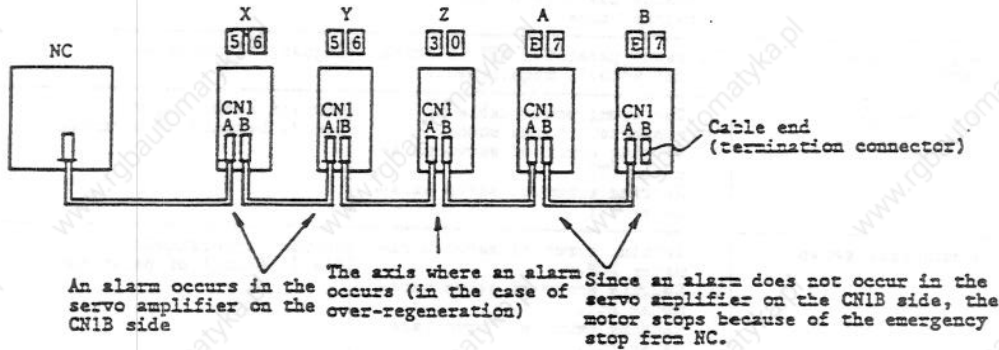 X Y Z A B
NC 56 56 30 E7 E7
CN1 CN1 CN1 CN1 CN1
A B A B A B A B A B
Cable end
(termination connector)
An alarm occurs in the
servo amplifier on the
CN1B side
The axis where an alarm
occurs (in the case of
over-regeneration)
Since an alarm does not occur in the
servo amplifier on the CN1B side, the
motor stops because of the emergency
stop from NC.
www.rgbautomatyka.pl